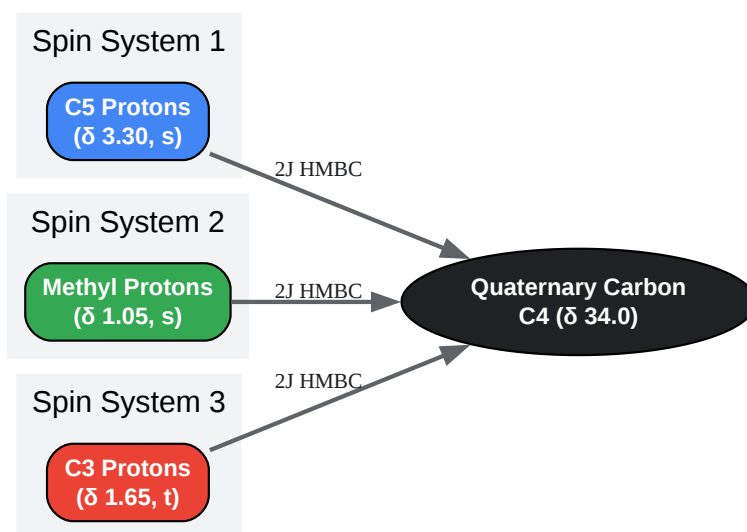 Spin System 1
C5 Protons
(δ 3.30, s)
2J HMBC
Spin System 2
Methyl Protons
(δ 1.05, s)
2J HMBC
Quaternary Carbon
C4 (δ 34.0)
2J HMBC
Spin System 3
C3 Protons
(δ 1.65, t)